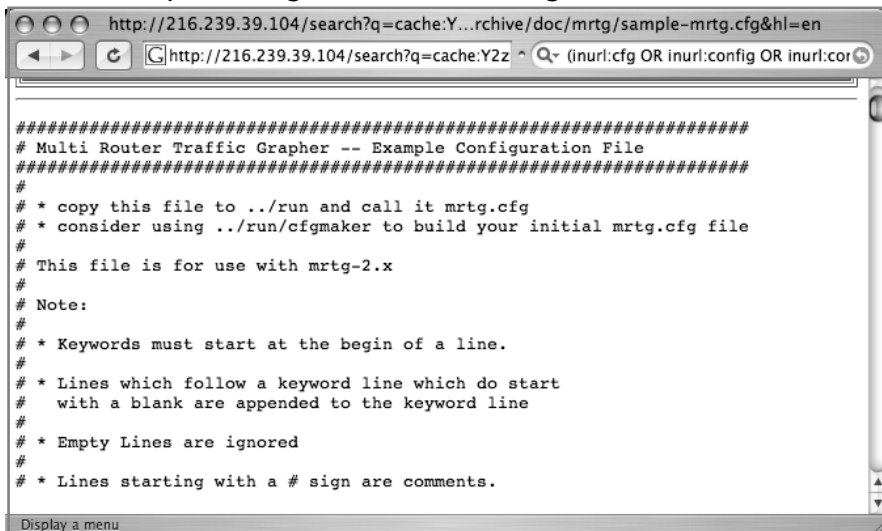 http://216.239.39.104/search?q=cache:Y...rchive/doc/mrtg/sample-mrtg.cfg&hl=en
http://216.239.39.104/search?q=cache:Y2z (inurl:cfg OR inurl:config OR inurl:cor
#####################################################################
# Multi Router Traffic Grapher -- Example Configuration File
#####################################################################
#
# * copy this file to ../run and call it mrtg.cfg
# * consider using ../run/cfgmaker to build your initial mrtg.cfg file
#
# This file is for use with mrtg-2.x
#
# Note:
#
# * Keywords must start at the begin of a line.
#
# * Lines which follow a keyword line which do start
#   with a blank are appended to the keyword line
#
# * Empty Lines are ignored
#
# * Lines starting with a # sign are comments.
Display a menu